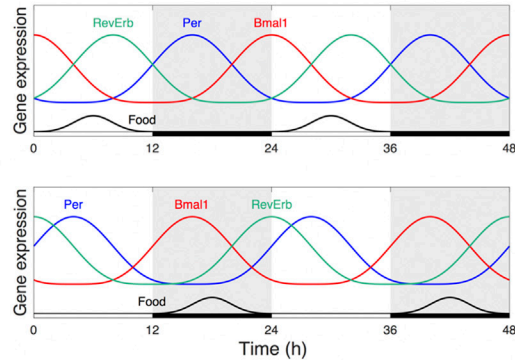 RevErb Per Bmal1
Gene expression
Food
0 12 24 36 48
Per Bmal1 RevErb
Gene expression
Food
0 12 24 36 48
Time (h)